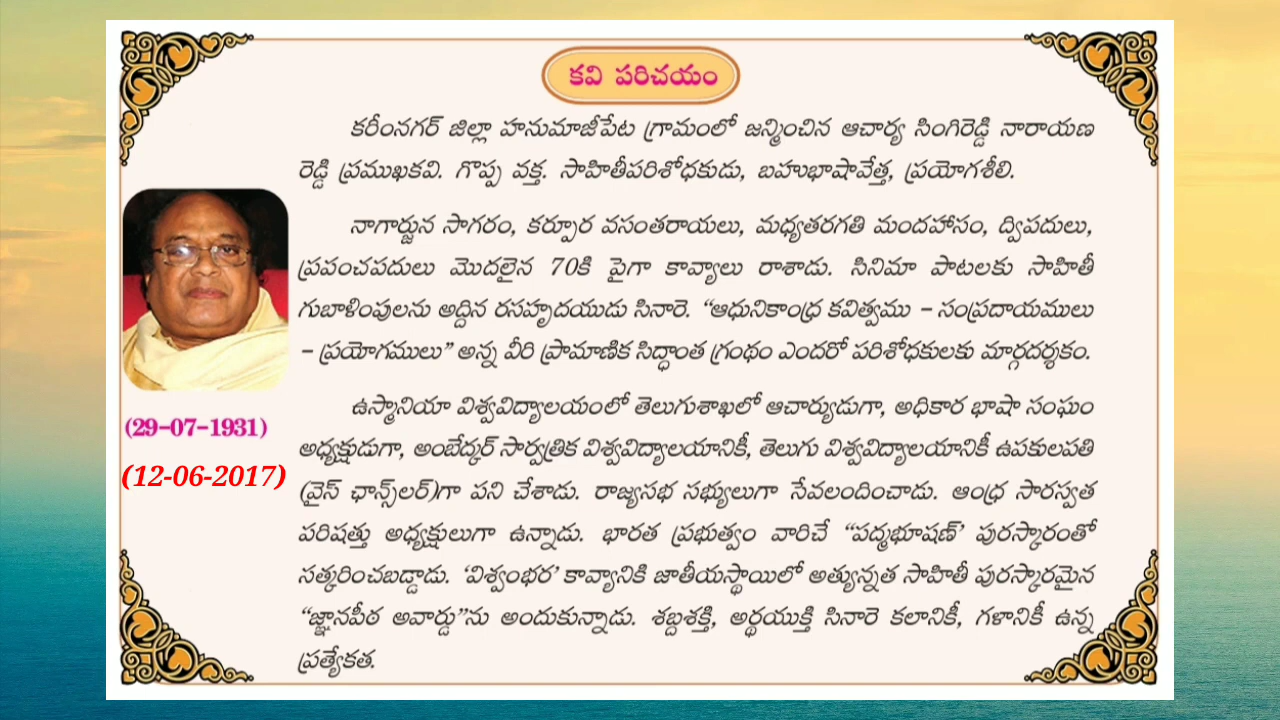 కవి పరిచయం
కరీంనగర్ జిల్లా హనుమాజీపేట గ్రామంలో జన్మించిన ఆచార్య సింగిరెడ్డి నారాయణ
రెడ్డి ప్రముఖకవి. గొప్ప వక్త. సాహితీపరిశోధకుడు, బహుభాషావేత్త, ప్రయోగశీలి.
నాగార్జున సాగరం, కర్పూర వసంతరాయలు, మధ్యతరగతి మందహాసం, ద్విపదులు,
ప్రపంచపదులు మొదలైన 70కి పైగా కావ్యాలు రాశాడు. సినిమా పాటలకు సాహితీ
గుబాళింపులను అద్దిన రసహృదయుడు సినారె. “ఆధునికాంధ్ర కవిత్వము – సంప్రదాయములు
– ప్రయోగములు” అన్న వీరి ప్రామాణిక సిద్ధాంత గ్రంథం ఎందరో పరిశోధకులకు మార్గదర్శకం.
ఉస్మానియా విశ్వవిద్యాలయంలో తెలుగుశాఖలో ఆచార్యుడుగా, అధికార భాషా సంఘం
అధ్యక్షుడుగా, అంబేద్కర్ సార్వత్రిక విశ్వవిద్యాలయానికీ, తెలుగు విశ్వవిద్యాలయానికీ ఉపకులపతి
(వైస్ ఛాన్స్‌లర్)గా పని చేశాడు. రాజ్యసభ సభ్యులుగా సేవలందించాడు. ఆంధ్ర సారస్వత
పరిషత్తు అధ్యక్షులుగా ఉన్నాడు. భారత ప్రభుత్వం వారిచే “పద్మభూషణ్’ పురస్కారంతో
సత్కరించబడ్డాడు. ‘విశ్వంభర’ కావ్యానికి జాతీయస్థాయిలో అత్యున్నత సాహితీ పురస్కారమైన
“జ్ఞానపీఠ అవార్డు”ను అందుకున్నాడు. శబ్దశక్తి, అర్థయుక్తి సినారె కలానికీ, గళానికీ ఉన్న
ప్రత్యేకత.
(29-07-1931)
(12-06-2017)